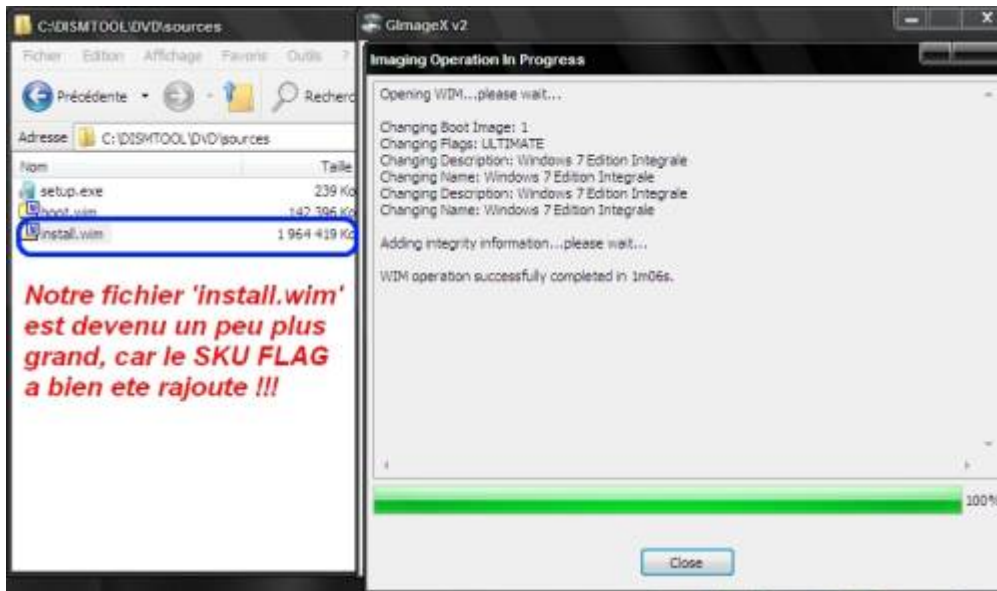 C:\DISMTOOL\DVD\sources
Fichier Edition Affichage Favoris Outils ?
Précédente Recherc
Adresse C:\DISMTOOL\DVD\sources
Nom Taille
setup.exe 239 Ko
boot.wim 142 396 Ko
install.wim 1 964 419 Ko
Notre fichier 'install.wim'
est devenu un peu plus
grand, car le SKU FLAG
a bien ete rajoute !!!
GImageX v2
Imaging Operation In Progress
Opening WIM...please wait...
Changing Boot Image: 1
Changing Flags: ULTIMATE
Changing Description: Windows 7 Edition Integrale
Changing Name: Windows 7 Edition Integrale
Changing Description: Windows 7 Edition Integrale
Changing Name: Windows 7 Edition Integrale
Adding integrity information...please wait...
WIM operation successfully completed in 1m06s.
100%
Close